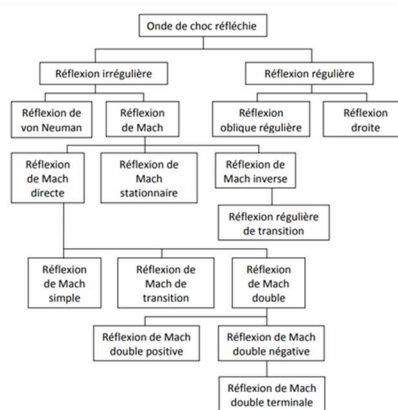 Onde de choc réfléchie
Réflexion irrégulière
Réflexion régulière
Réflexion de
von Neuman
Réflexion
de Mach
Réflexion
oblique régulière
Réflexion
droite
Réflexion
de Mach
directe
Réflexion de
Mach
stationnaire
Réflexion de
Mach inverse
Réflexion régulière
de transition
Réflexion
de Mach
simple
Réflexion de
Mach de
transition
Réflexion
de Mach
double
Réflexion de Mach
double positive
Réflexion de Mach
double négative
Réflexion de Mach
double terminale